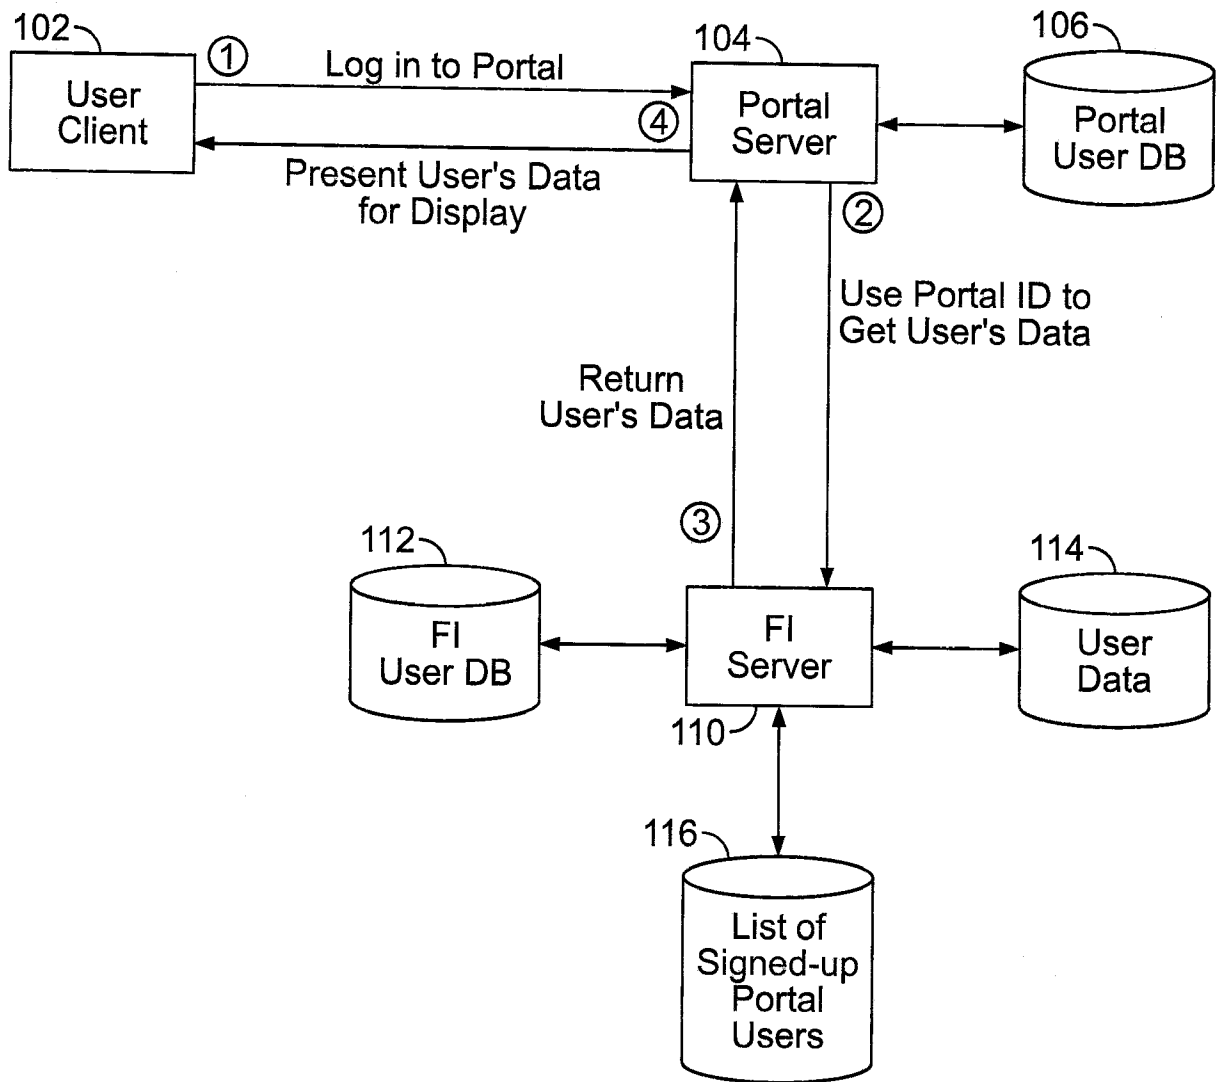 102
User
Client
①
Log in to Portal
104
Portal
Server
106
Portal
User DB
④
Present User's Data
for Display
②
Use Portal ID to
Get User's Data
Return
User's Data
③
112
FI
User DB
FI
Server
110
114
User
Data
116
List of
Signed-up
Portal
Users